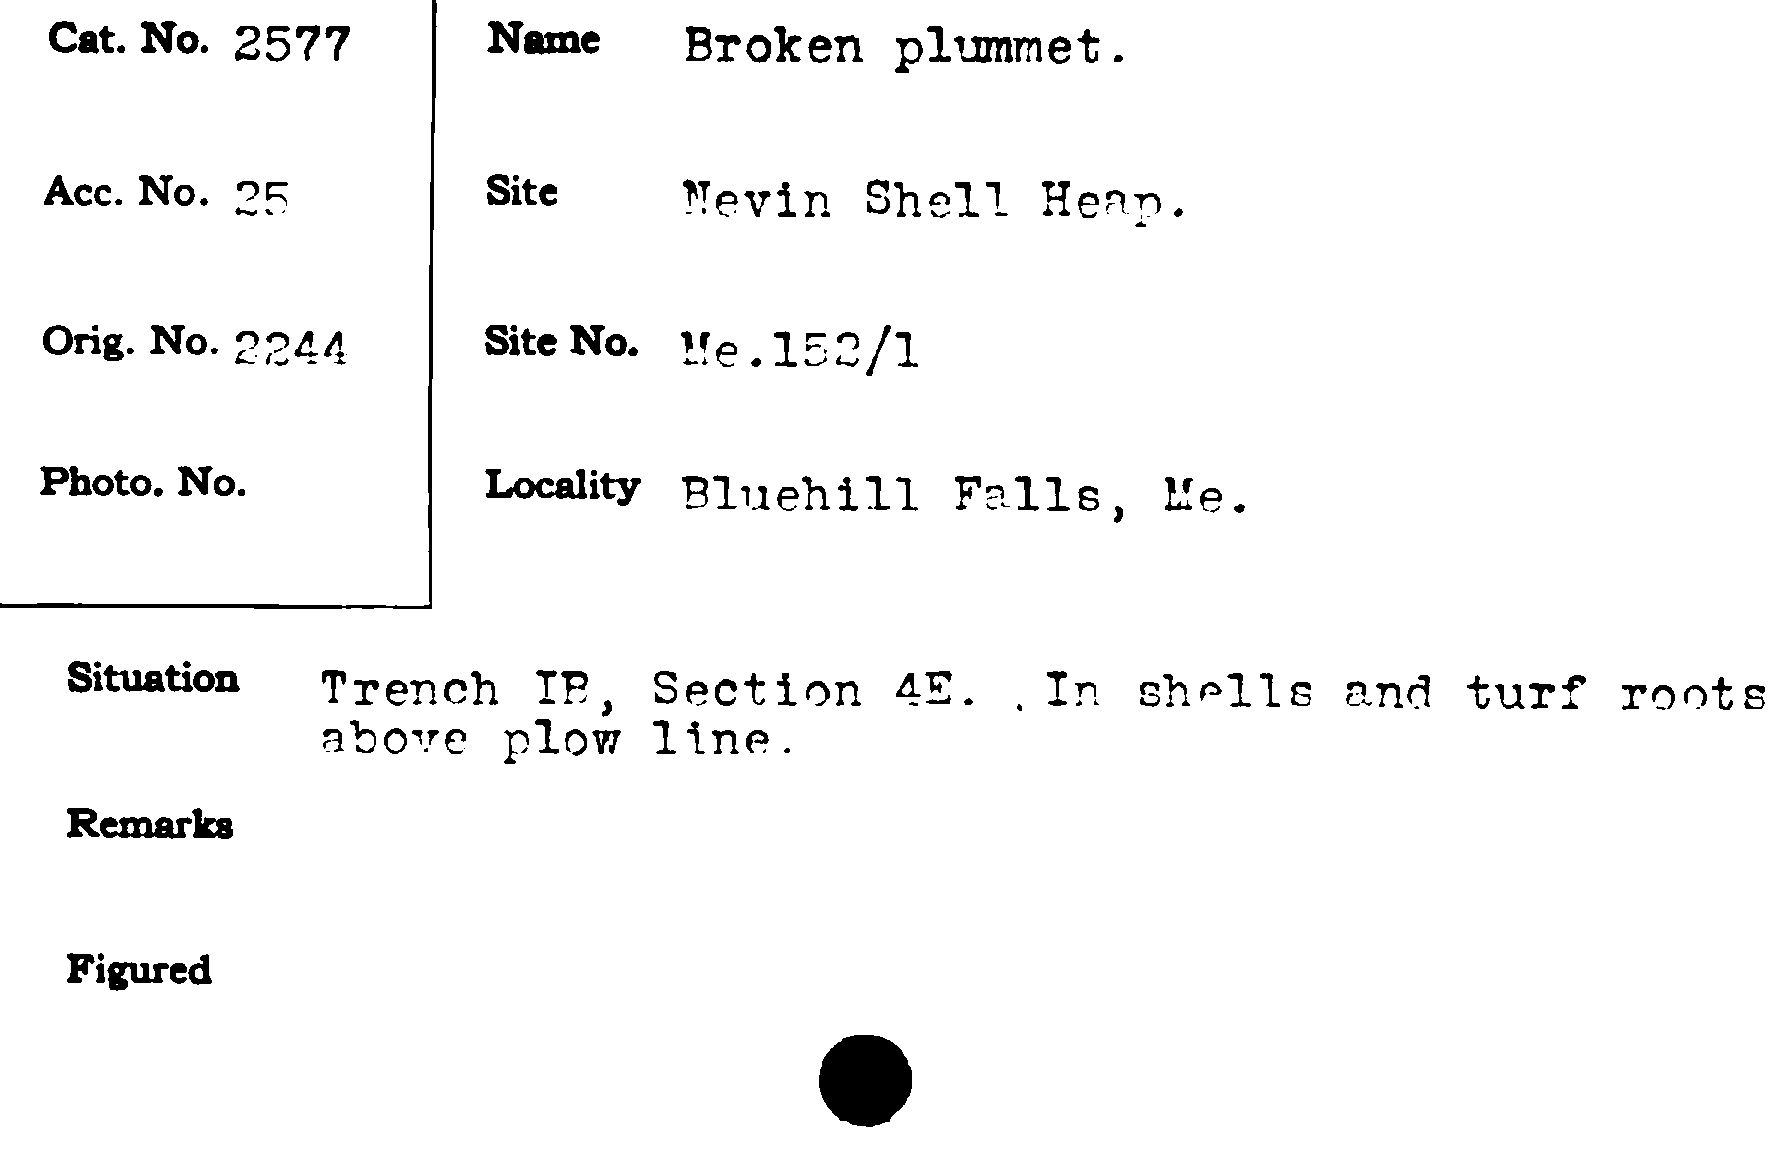 Cat. No. 2577
Name Broken plummet.
Acc. No. 25
Site Nevin Shell Heap.
Orig. No. 2244
Site No. Me.152/1
Photo. No.
Locality Bluehill Falls, Me.
Situation Trench IB, Section 4E. . In shells and turf roots
above plow line.
Remarks
Figured